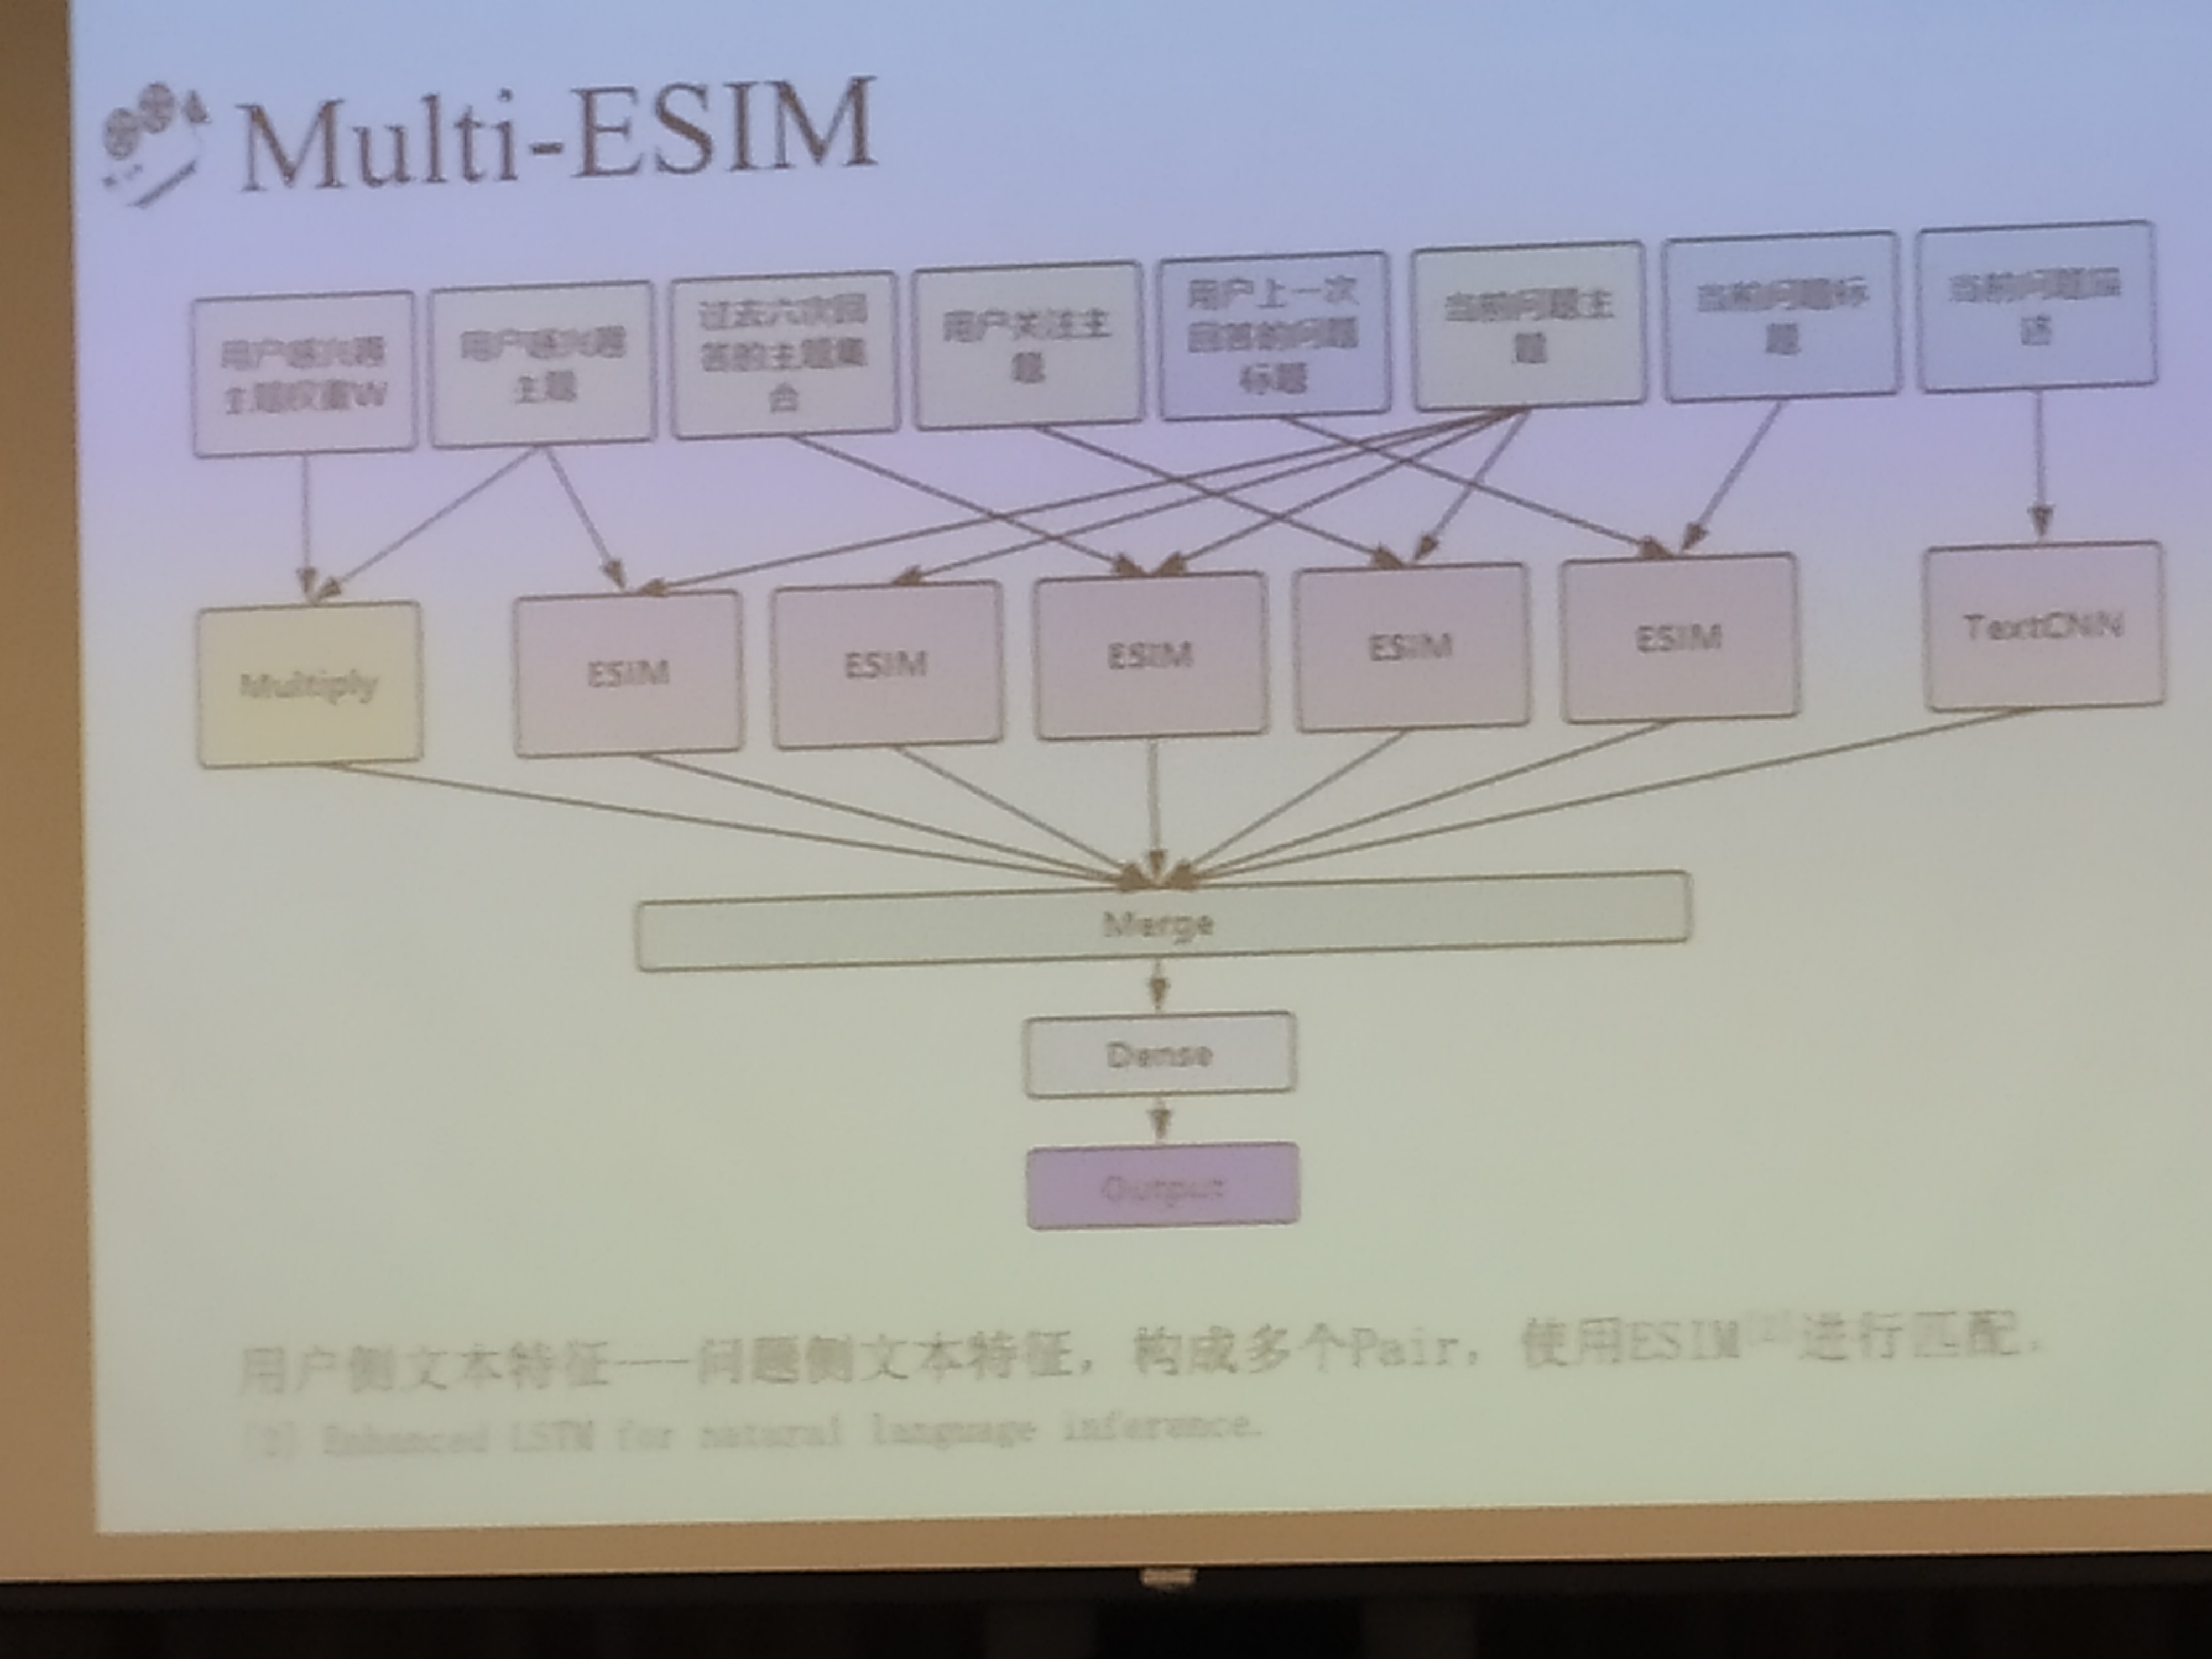 Multi-ESIM
用户感兴趣
主题权重W
用户感兴趣
主题
过去六次回
答的主题集
合
用户关注主
题
用户上一次
回答的问题
标题
当前问题主
题
当前问题标
题
当前问题描
述
Multiply
ESIM
ESIM
ESIM
ESIM
ESIM
TextCNN
Merge
Dense
Output
用户侧文本特征——问题侧文本特征，构成多个Pair，使用ESIM[2]进行匹配.
[2] Enhanced LSTM for natural language inference.